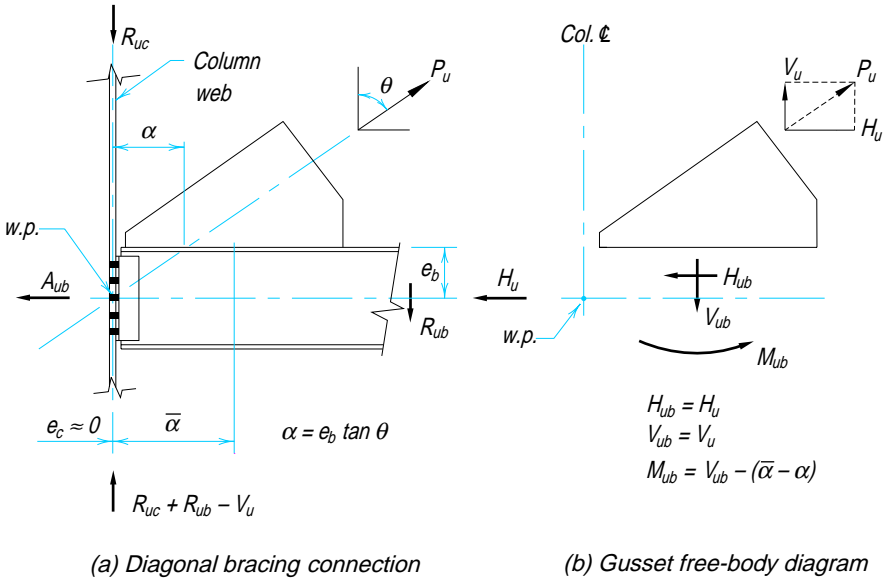 R_uc
Column
web
α
θ
P_u
w.p.
A_ub
e_b
R_ub
e_c ≈ 0
ᾱ
α = e_b tan θ
R_uc + R_ub – V_u
(a) Diagonal bracing connection
Col. ℄
V_u
P_u
H_u
H_u
H_ub
V_ub
w.p.
M_ub
H_ub = H_u
V_ub = V_u
M_ub = V_ub – (ᾱ – α)
(b) Gusset free-body diagram